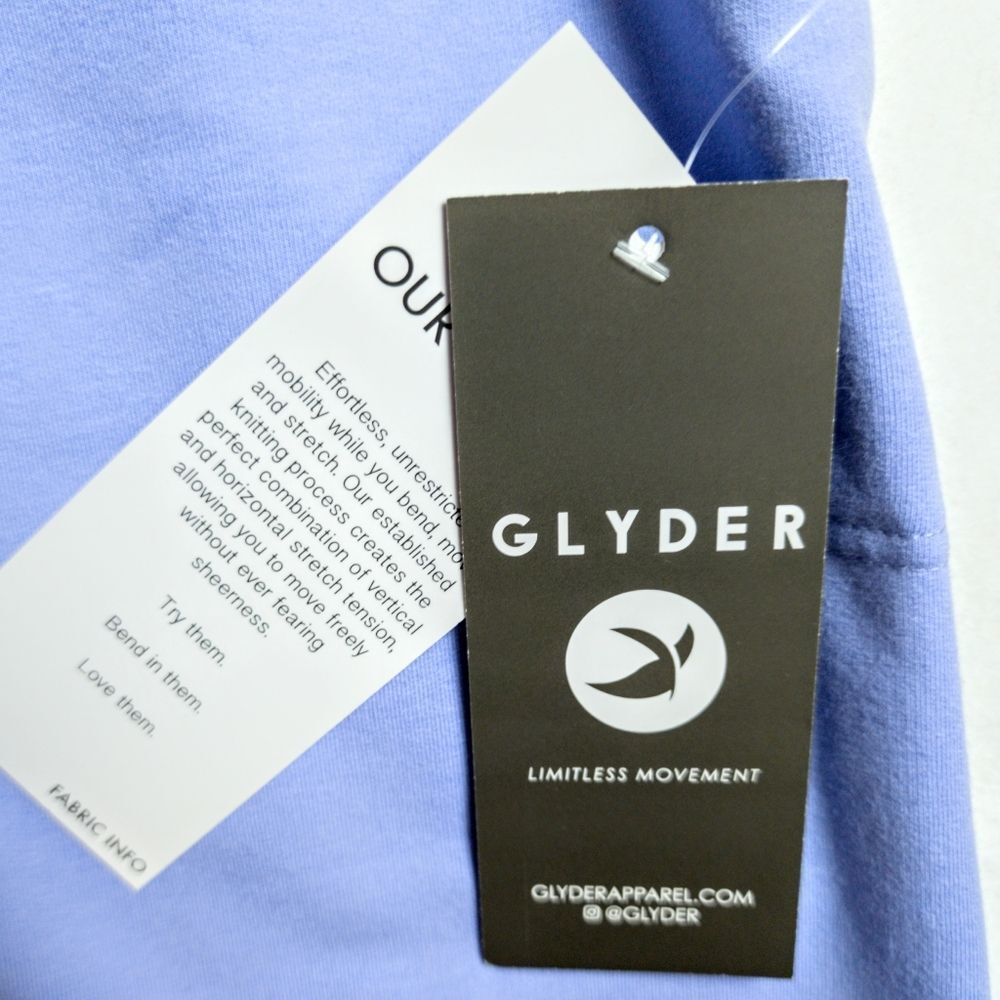 OUR
Effortless, unrestricte
mobility while you bend, mo
and stretch. Our established
knitting process creates the
perfect combination of vertical
and horizontal stretch tension,
allowing you to move freely
without ever fearing
sheerness.
Try them.
Bend in them.
Love them.
FABRIC INFO
GLYDER
LIMITLESS MOVEMENT
GLYDERAPPAREL.COM
@GLYDER